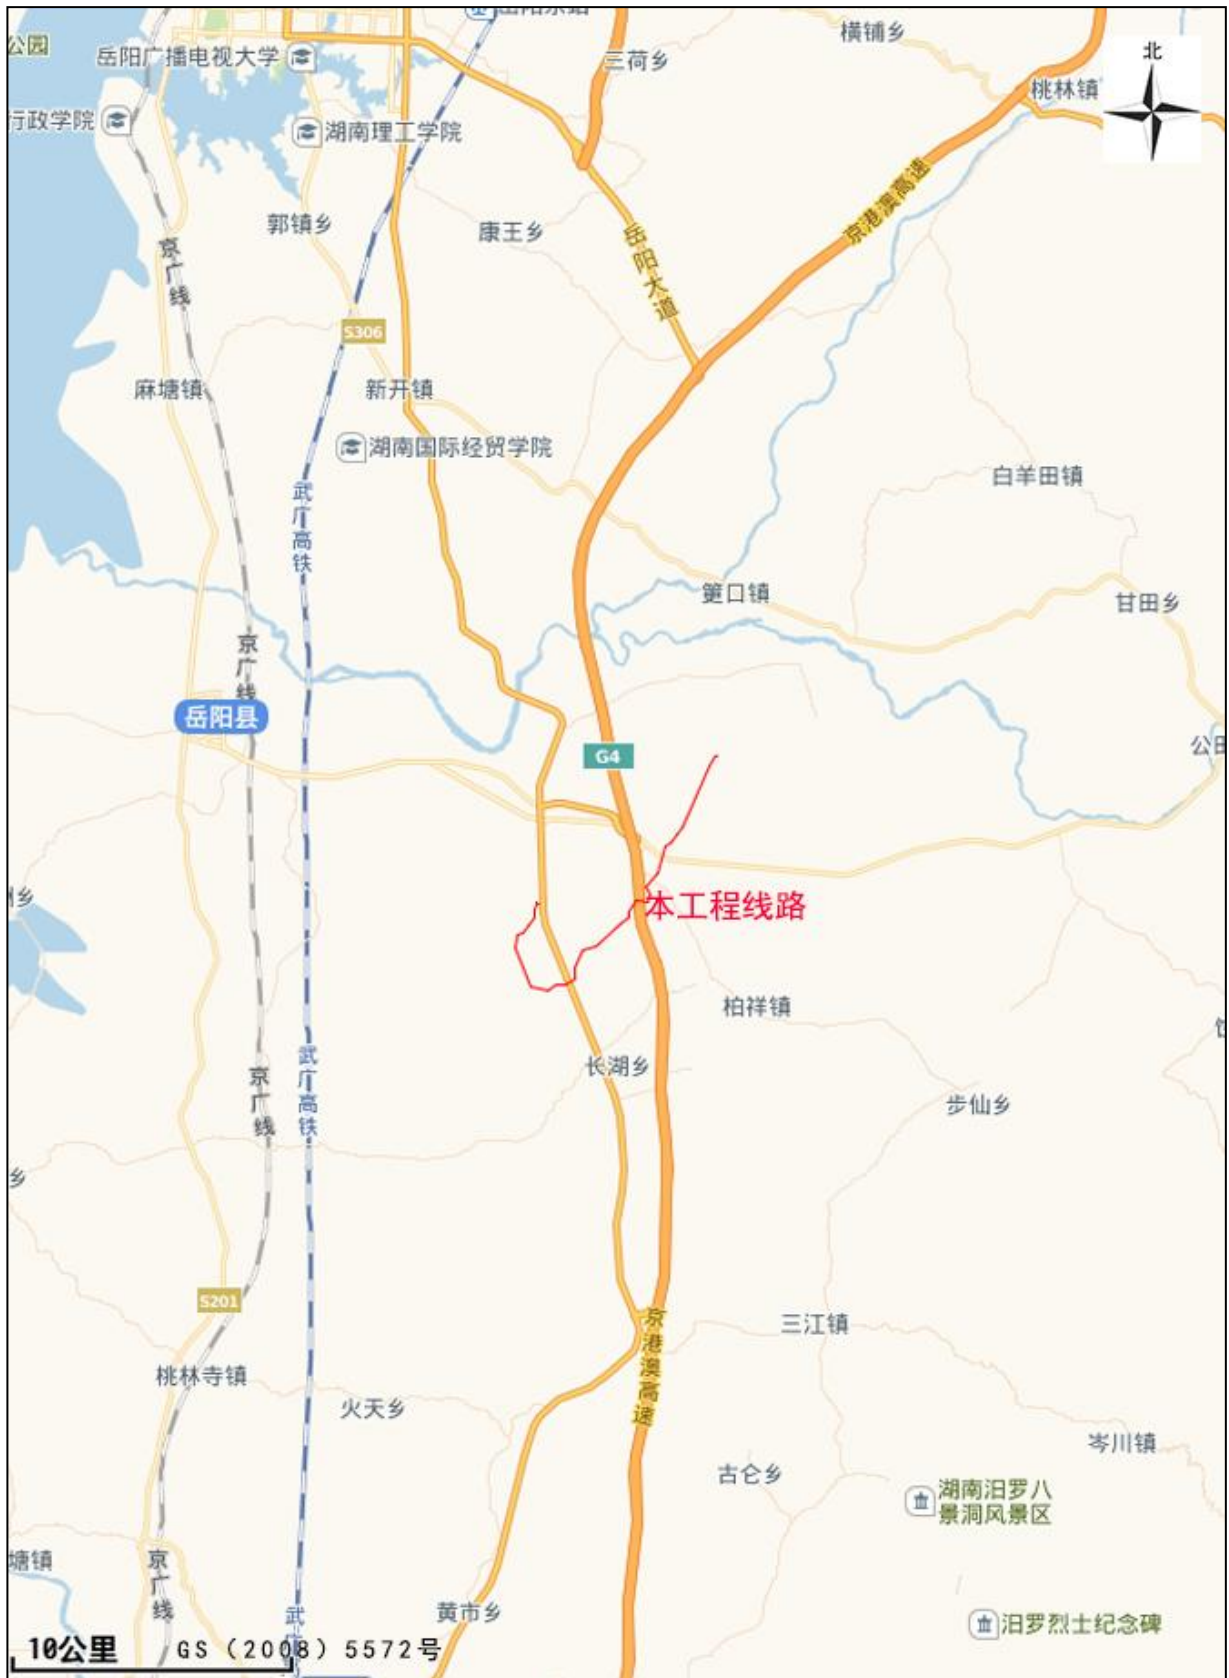 公园
岳阳广播电视大学
三荷乡
横铺乡
北
桃林镇
行政学院
湖南理工学院
郭镇乡
康王乡
京港澳高速
岳阳大道
京广线
S306
麻塘镇
新开镇
湖南国际经贸学院
白羊田镇
武广高铁
筻口镇
甘田乡
京广线
岳阳县
公田
G4
本工程线路
乡
柏祥镇
长湖乡
武广高铁
京广线
步仙乡
乡
S201
三江镇
京港澳高速
桃林寺镇
火天乡
岑川镇
古仑乡
湖南汨罗八
景洞风景区
塘镇
京广线
武
黄市乡
汨罗烈士纪念碑
10公里
GS（2008）5572号